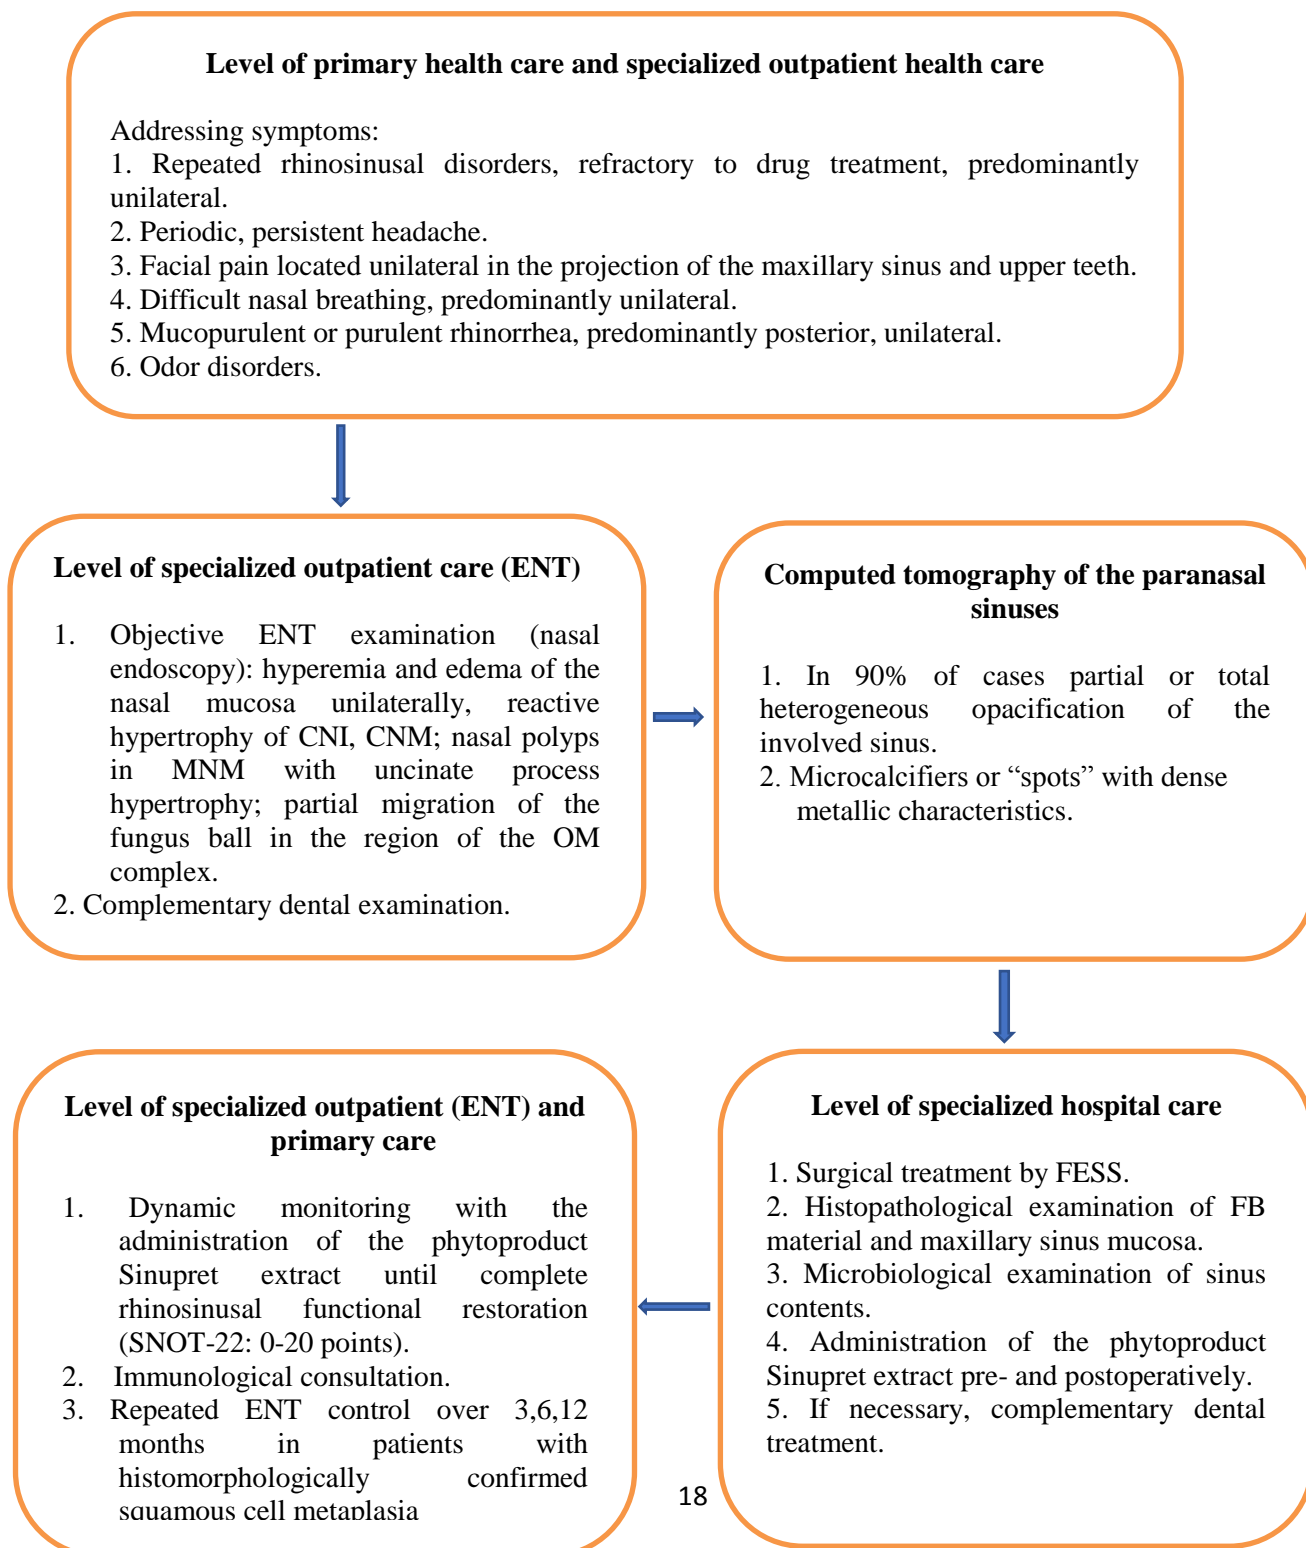 Level of primary health care and specialized outpatient health care
Addressing symptoms:
1. Repeated rhinosinusal disorders, refractory to drug treatment, predominantly
unilateral.
2. Periodic, persistent headache.
3. Facial pain located unilateral in the projection of the maxillary sinus and upper teeth.
4. Difficult nasal breathing, predominantly unilateral.
5. Mucopurulent or purulent rhinorrhea, predominantly posterior, unilateral.
6. Odor disorders.
Level of specialized outpatient care (ENT)
1. Objective ENT examination (nasal
endoscopy): hyperemia and edema of the
nasal mucosa unilaterally, reactive
hypertrophy of CNI, CNM; nasal polyps
in MNM with uncinate process
hypertrophy; partial migration of the
fungus ball in the region of the OM
complex.
2. Complementary dental examination.
Computed tomography of the paranasal
sinuses
1. In 90% of cases partial or total
heterogeneous opacification of the
involved sinus.
2. Microcalcifiers or “spots” with dense
metallic characteristics.
Level of specialized hospital care
1. Surgical treatment by FESS.
2. Histopathological examination of FB
material and maxillary sinus mucosa.
3. Microbiological examination of sinus
contents.
4. Administration of the phytoproduct
Sinupret extract pre- and postoperatively.
5. If necessary, complementary dental
treatment.
Level of specialized outpatient (ENT) and
primary care
1. Dynamic monitoring with the
administration of the phytoproduct
Sinupret extract until complete
rhinosinusal functional restoration
(SNOT-22: 0-20 points).
2. Immunological consultation.
3. Repeated ENT control over 3,6,12
months in patients with
histomorphologically confirmed
squamous cell metaplasia
18